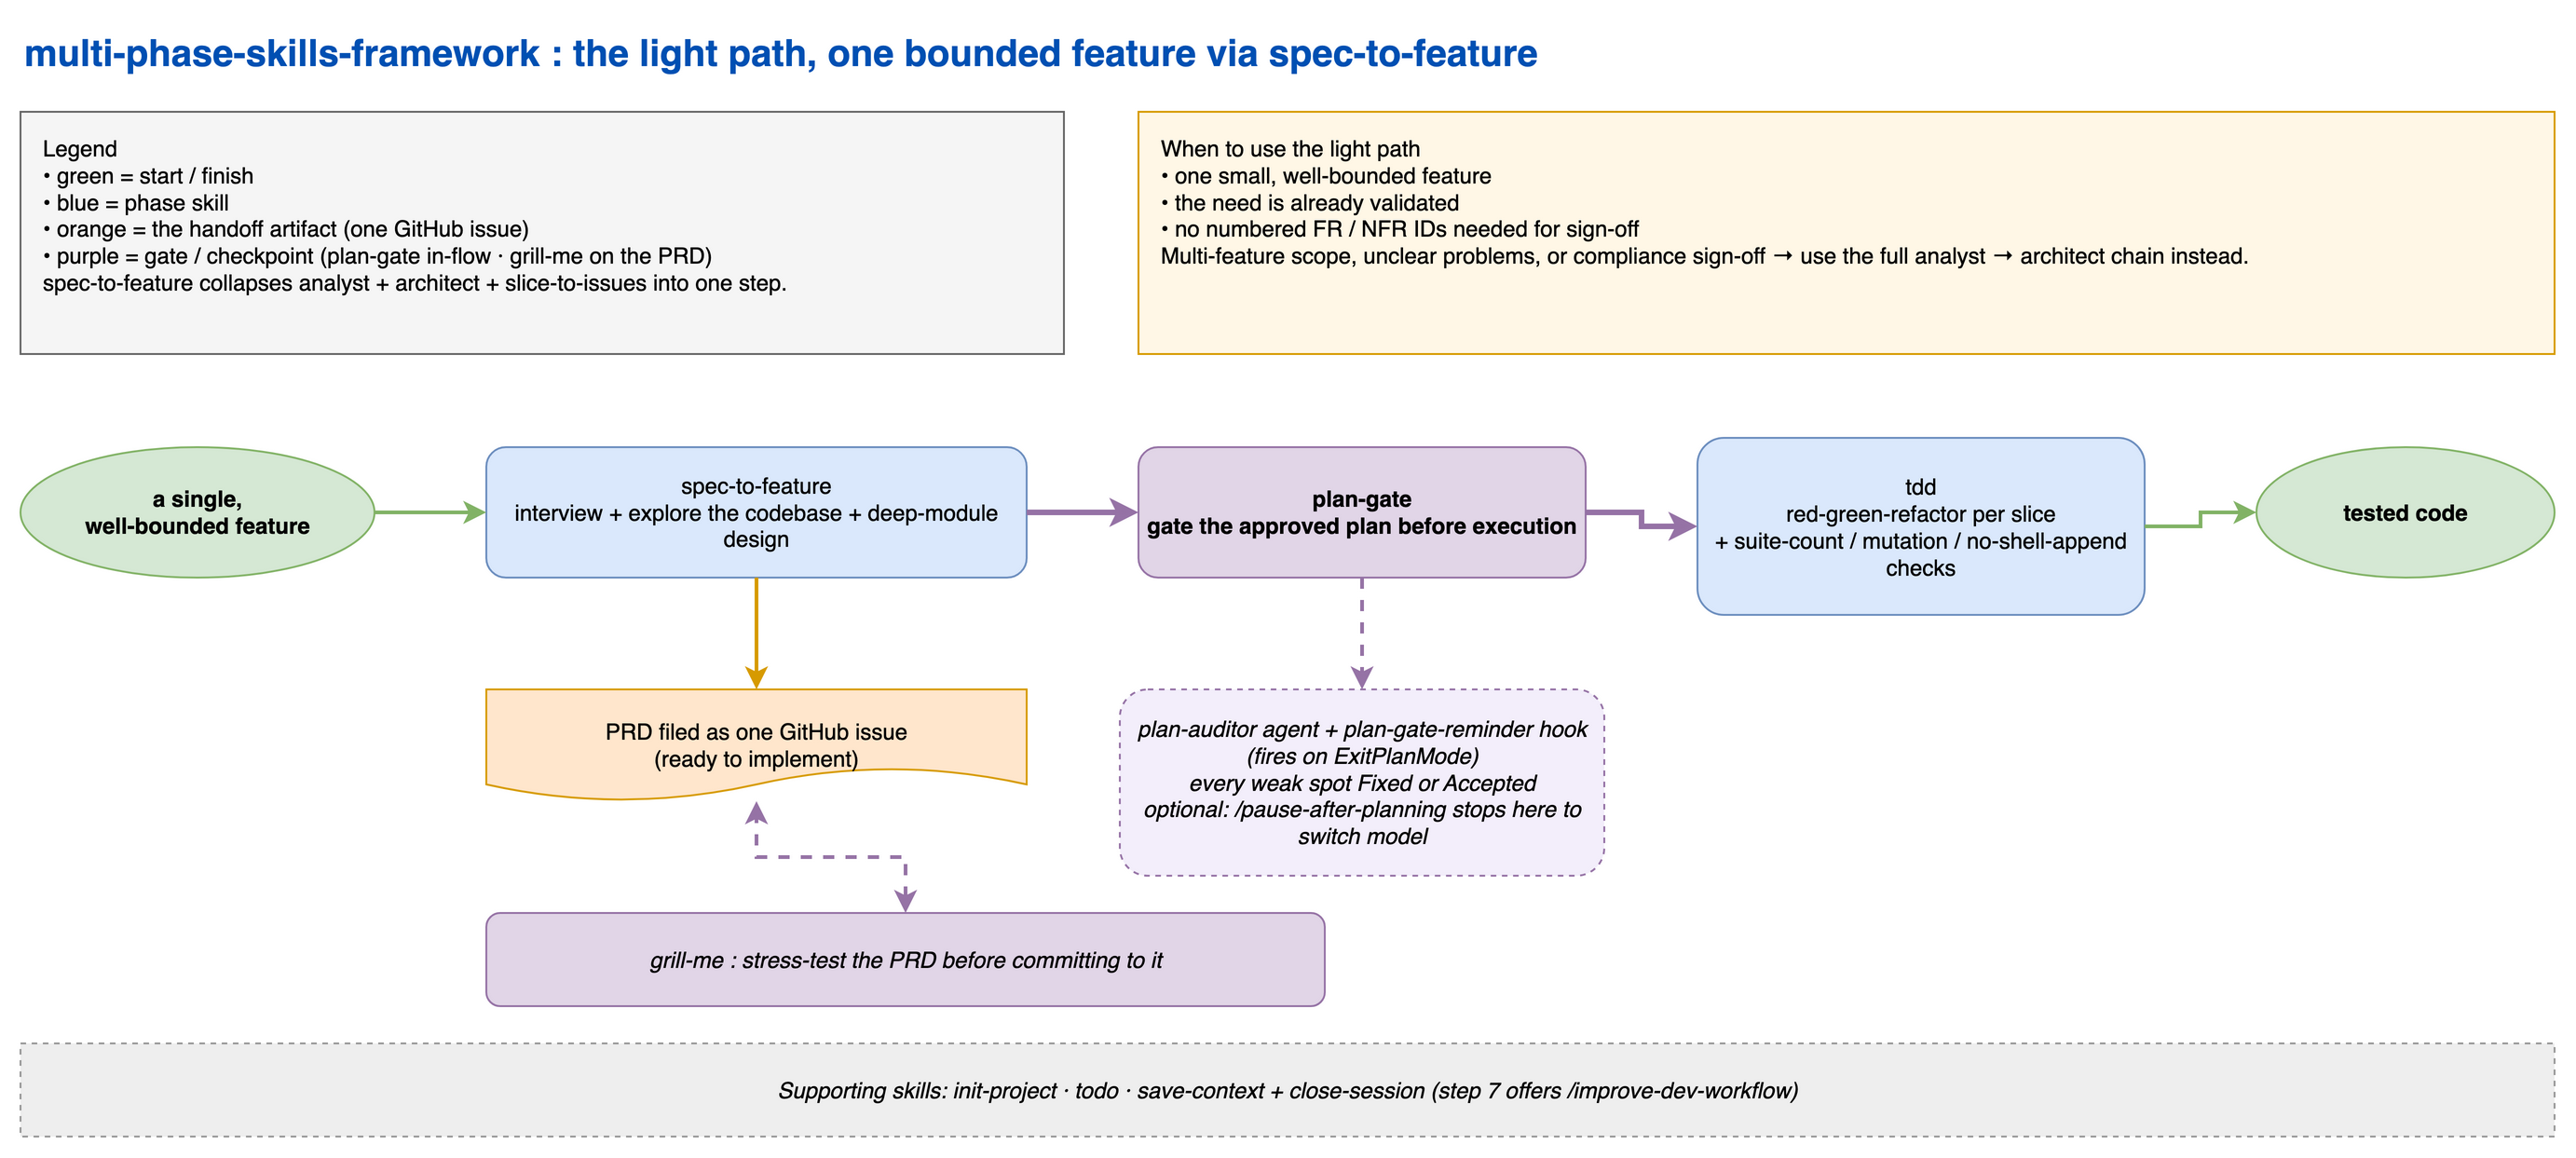 multi-phase-skills-framework : the light path, one bounded feature via spec-to-feature
Legend
• green = start / finish
• blue = phase skill
• orange = the handoff artifact (one GitHub issue)
• purple = gate / checkpoint (plan-gate in-flow · grill-me on the PRD)
spec-to-feature collapses analyst + architect + slice-to-issues into one step.
When to use the light path
• one small, well-bounded feature
• the need is already validated
• no numbered FR / NFR IDs needed for sign-off
Multi-feature scope, unclear problems, or compliance sign-off → use the full analyst → architect chain instead.
a single,
well-bounded feature
spec-to-feature
interview + explore the codebase + deep-module
design
plan-gate
gate the approved plan before execution
tdd
red-green-refactor per slice
+ suite-count / mutation / no-shell-append
checks
tested code
PRD filed as one GitHub issue
(ready to implement)
plan-auditor agent + plan-gate-reminder hook
(fires on ExitPlanMode)
every weak spot Fixed or Accepted
optional: /pause-after-planning stops here to
switch model
grill-me : stress-test the PRD before committing to it
Supporting skills: init-project · todo · save-context + close-session (step 7 offers /improve-dev-workflow)